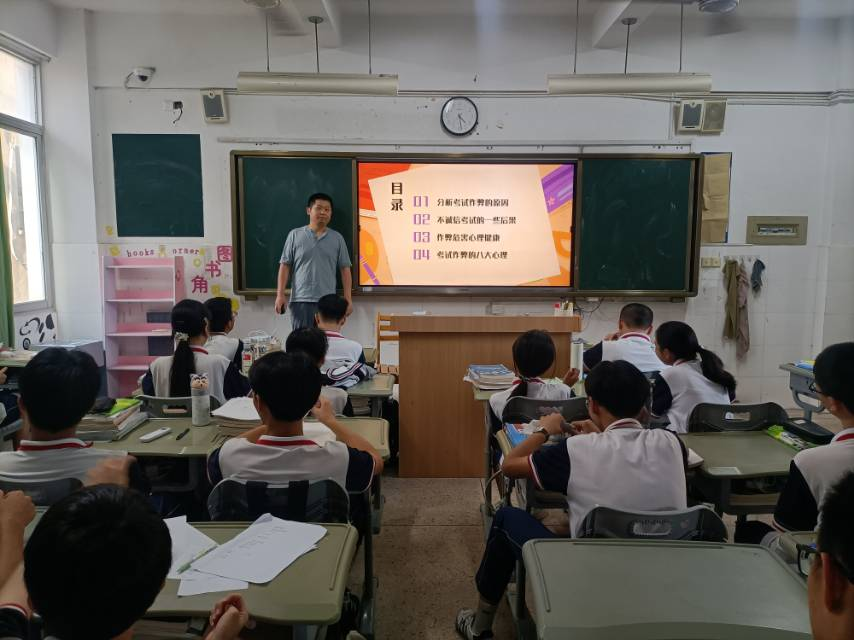 目录
01 分析考试作弊的原因
02 不诚信考试的一些后果
03 作弊危害心理健康
04 考试作弊的八大心理
books corner
图书角